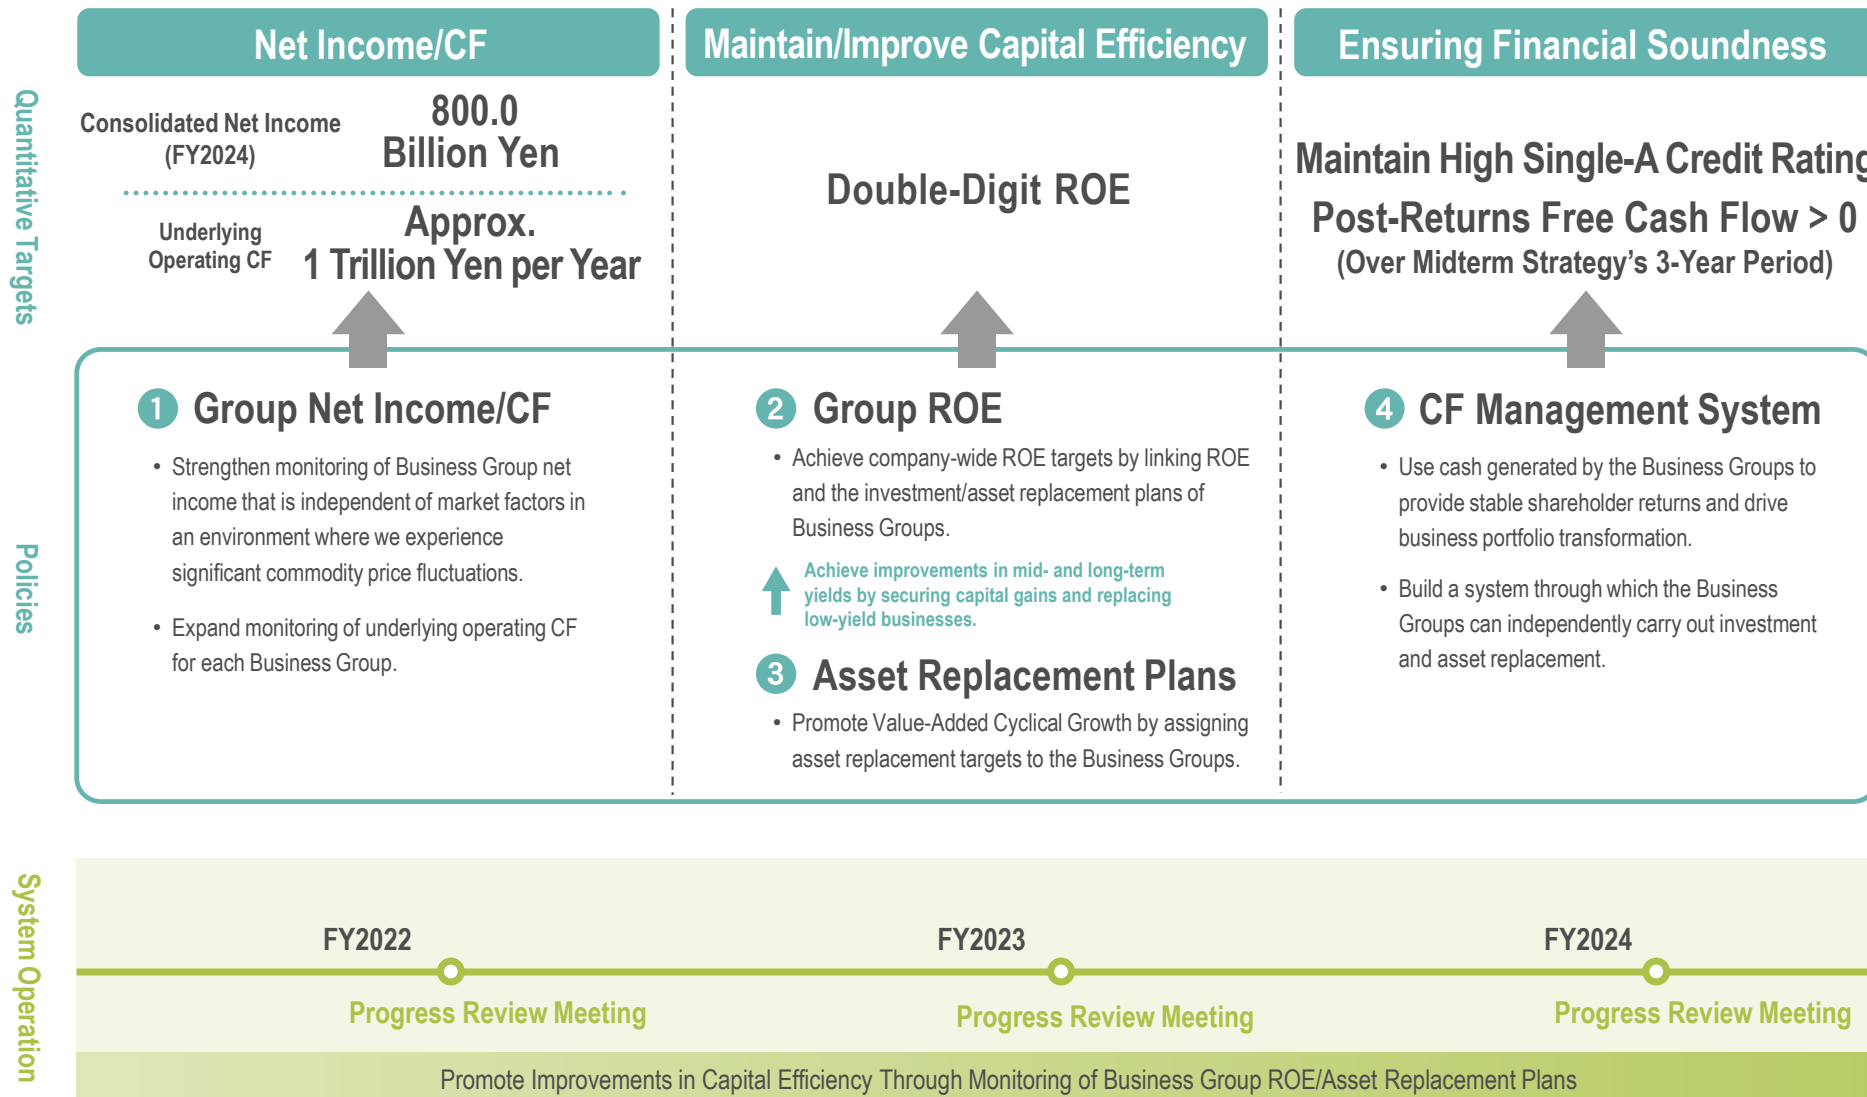 Net Income/CF
Maintain/Improve Capital Efficiency
Ensuring Financial Soundness
Quantitative Targets
Consolidated Net Income
(FY2024)
800.0
Billion Yen
Underlying
Operating CF
Approx.
1 Trillion Yen per Year
Double-Digit ROE
Maintain High Single-A Credit Rating
Post-Returns Free Cash Flow > 0
(Over Midterm Strategy's 3-Year Period)
Policies
1 Group Net Income/CF
• Strengthen monitoring of Business Group net
income that is independent of market factors in
an environment where we experience
significant commodity price fluctuations.
• Expand monitoring of underlying operating CF
for each Business Group.
2 Group ROE
• Achieve company-wide ROE targets by linking ROE
and the investment/asset replacement plans of
Business Groups.
Achieve improvements in mid- and long-term
yields by securing capital gains and replacing
low-yield businesses.
3 Asset Replacement Plans
• Promote Value-Added Cyclical Growth by assigning
asset replacement targets to the Business Groups.
4 CF Management System
• Use cash generated by the Business Groups to
provide stable shareholder returns and drive
business portfolio transformation.
• Build a system through which the Business
Groups can independently carry out investment
and asset replacement.
System Operation
FY2022
FY2023
FY2024
Progress Review Meeting
Progress Review Meeting
Progress Review Meeting
Promote Improvements in Capital Efficiency Through Monitoring of Business Group ROE/Asset Replacement Plans